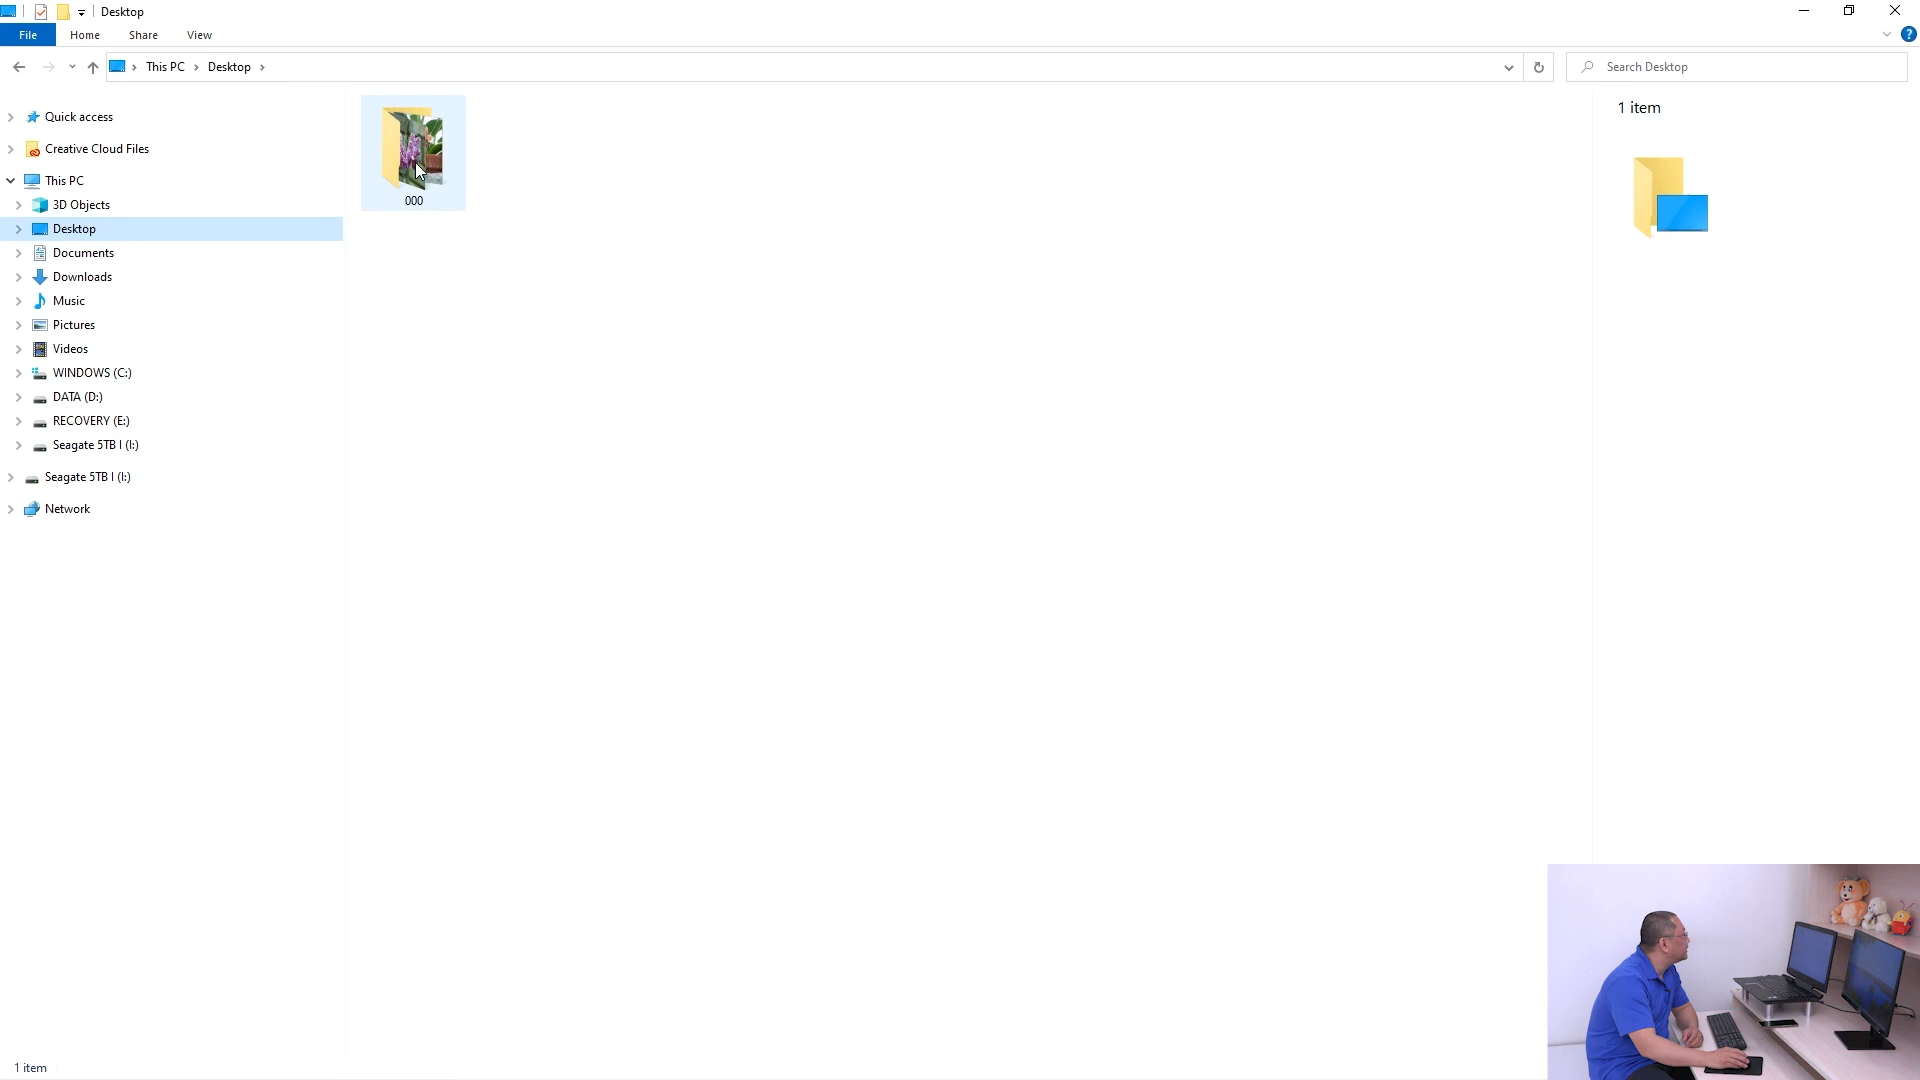 Desktop
File Home Share View
This PC Desktop
Search Desktop
Quick access
Creative Cloud Files
This PC
3D Objects
Desktop
Documents
Downloads
Music
Pictures
Videos
WINDOWS (C:)
DATA (D:)
RECOVERY (E:)
Seagate 5TB I (I:)
Seagate 5TB I (I:)
Network
000
1 item
1 item